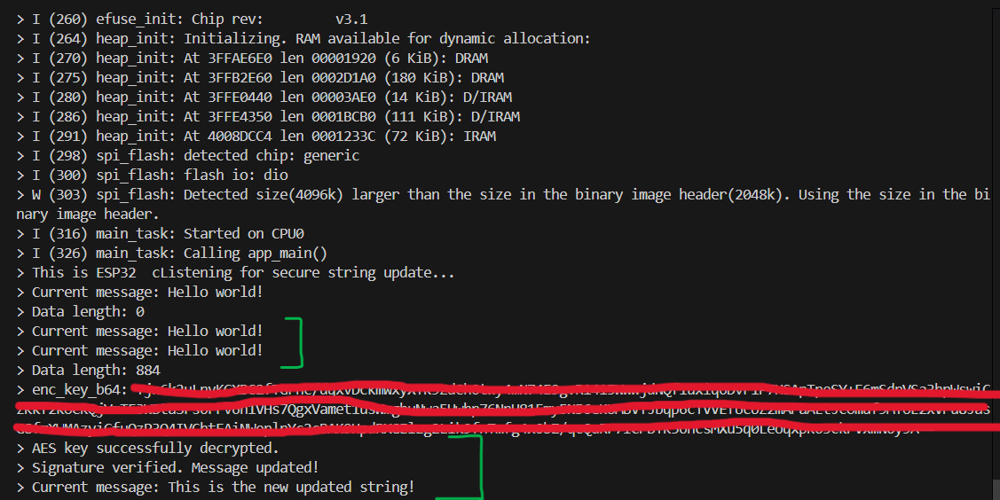 > I (260) efuse_init: Chip rev:         v3.1
> I (264) heap_init: Initializing. RAM available for dynamic allocation:
> I (270) heap_init: At 3FFAE6E0 len 00001920 (6 KiB): DRAM
> I (275) heap_init: At 3FFB2E60 len 0002D1A0 (180 KiB): DRAM
> I (280) heap_init: At 3FFE0440 len 00003AE0 (14 KiB): D/IRAM
> I (286) heap_init: At 3FFE4350 len 0001BCB0 (111 KiB): D/IRAM
> I (291) heap_init: At 4008DCC4 len 0001233C (72 KiB): IRAM
> I (298) spi_flash: detected chip: generic
> I (300) spi_flash: flash io: dio
> W (303) spi_flash: Detected size(4096k) larger than the size in the binary image header(2048k). Using the size in the bi
nary image header.
> I (316) main_task: Started on CPU0
> I (326) main_task: Calling app_main()
> This is ESP32  cListening for secure string update...
> Current message: Hello world!
> Data length: 0
> Current message: Hello world!
> Current message: Hello world!
> Data length: 884
> enc_key_b64:
> AES key successfully decrypted.
> Signature verified. Message updated!
> Current message: This is the new updated string!